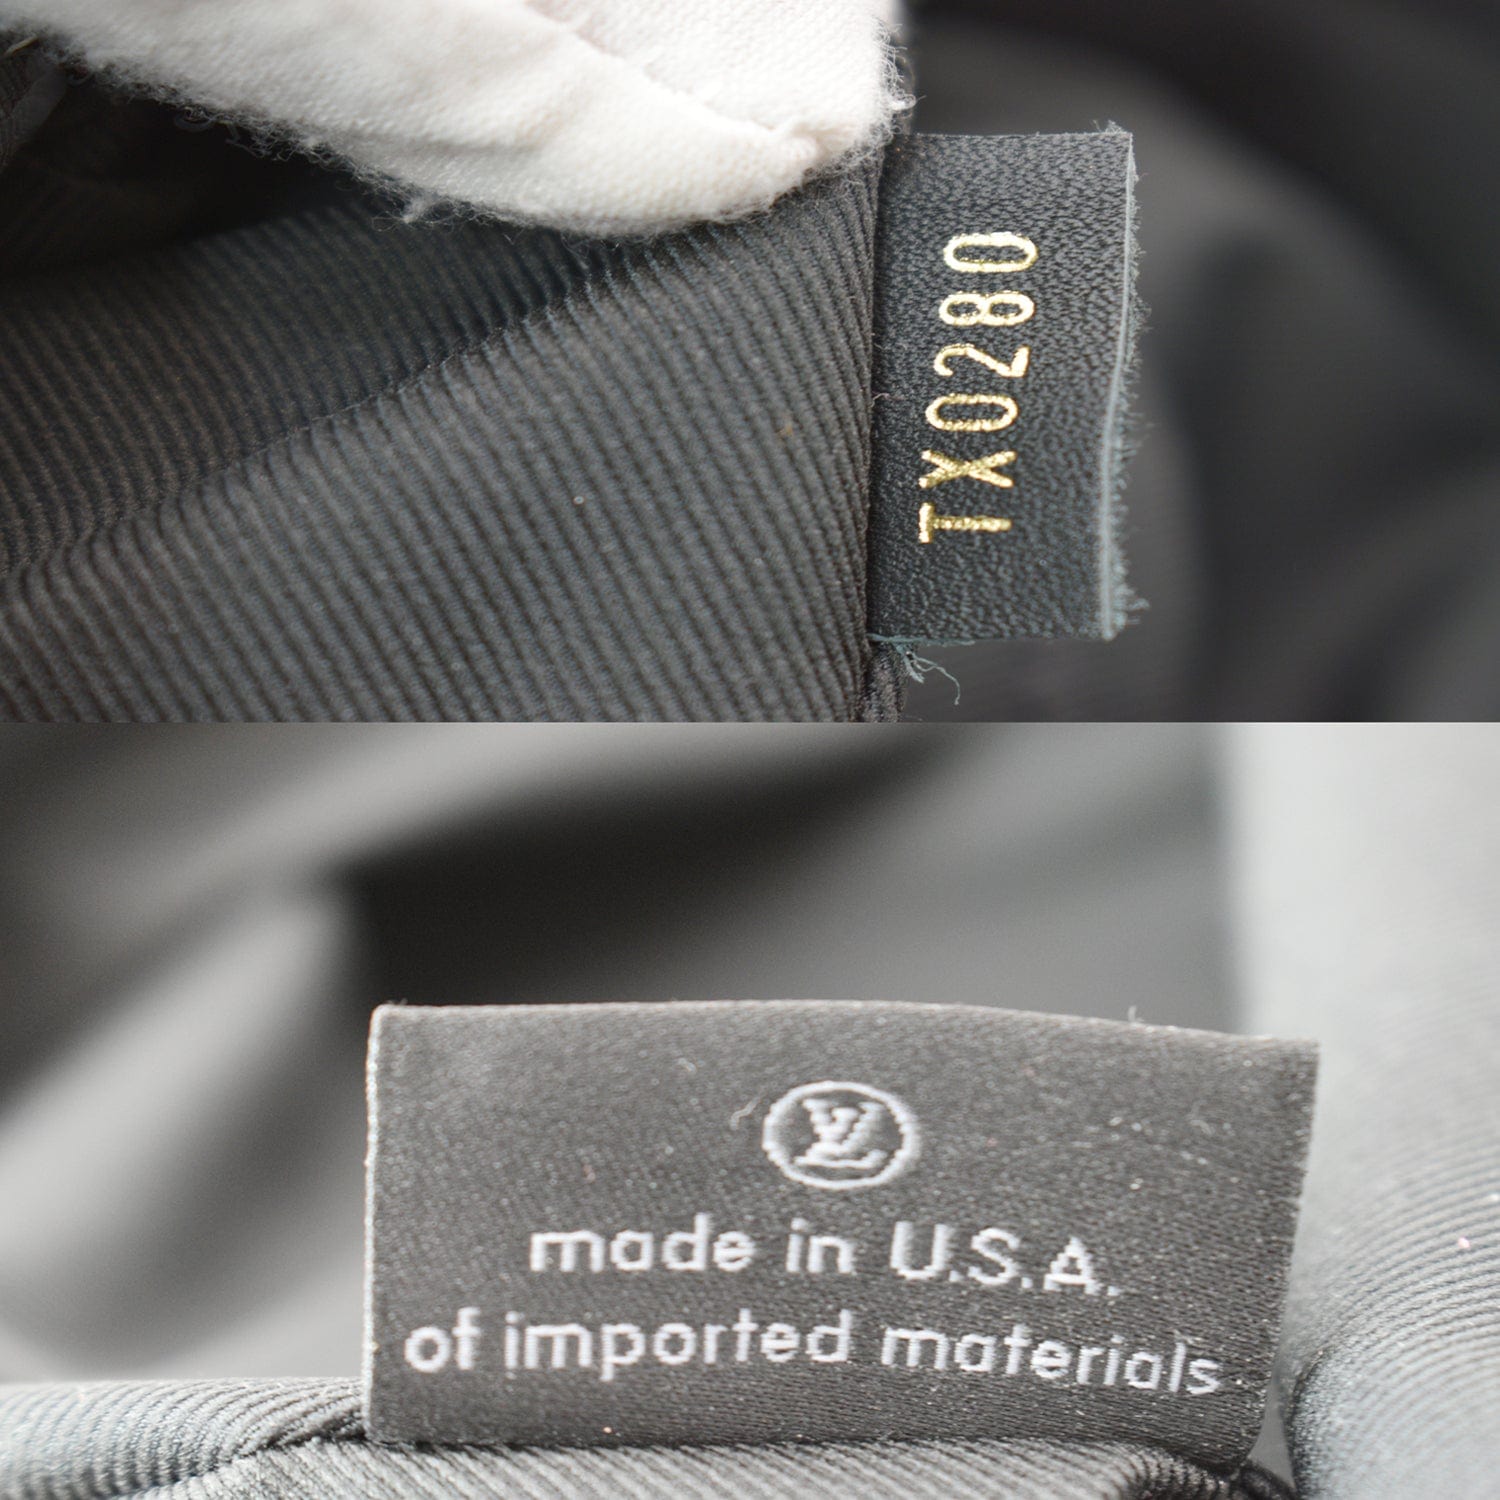 TX0280
LV
made in U.S.A.
of imported materials